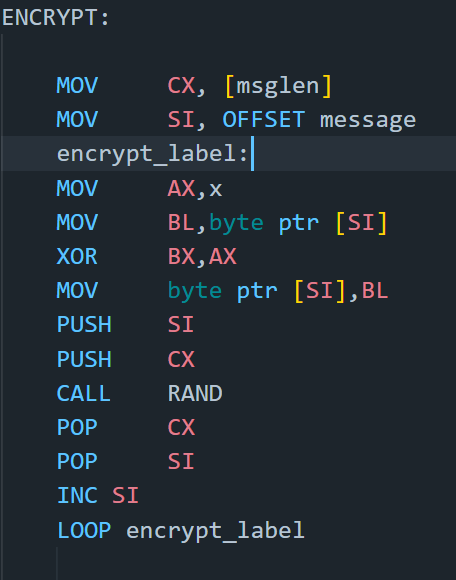 ENCRYPT:
MOV CX, [msglen]
MOV SI, OFFSET message
encrypt_label:
MOV AX,x
MOV BL,byte ptr [SI]
XOR BX,AX
MOV byte ptr [SI],BL
PUSH SI
PUSH CX
CALL RAND
POP CX
POP SI
INC SI
LOOP encrypt_label